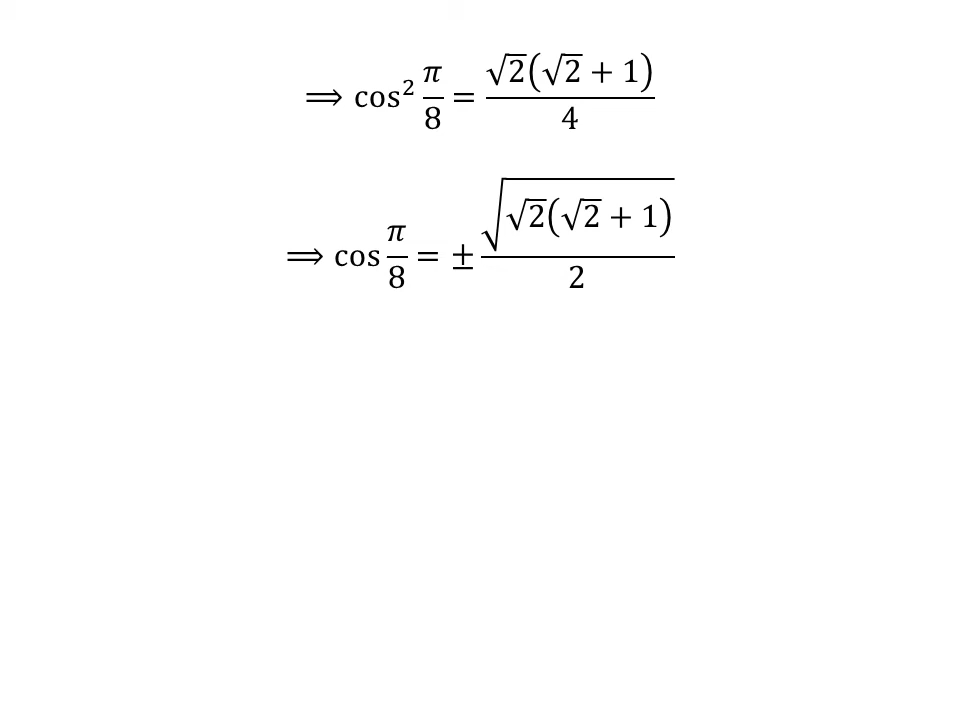 ⟹ cos² π/8 = √2(√2 + 1)/4
⟹ cos π/8 = ± √(√2(√2 + 1))/2